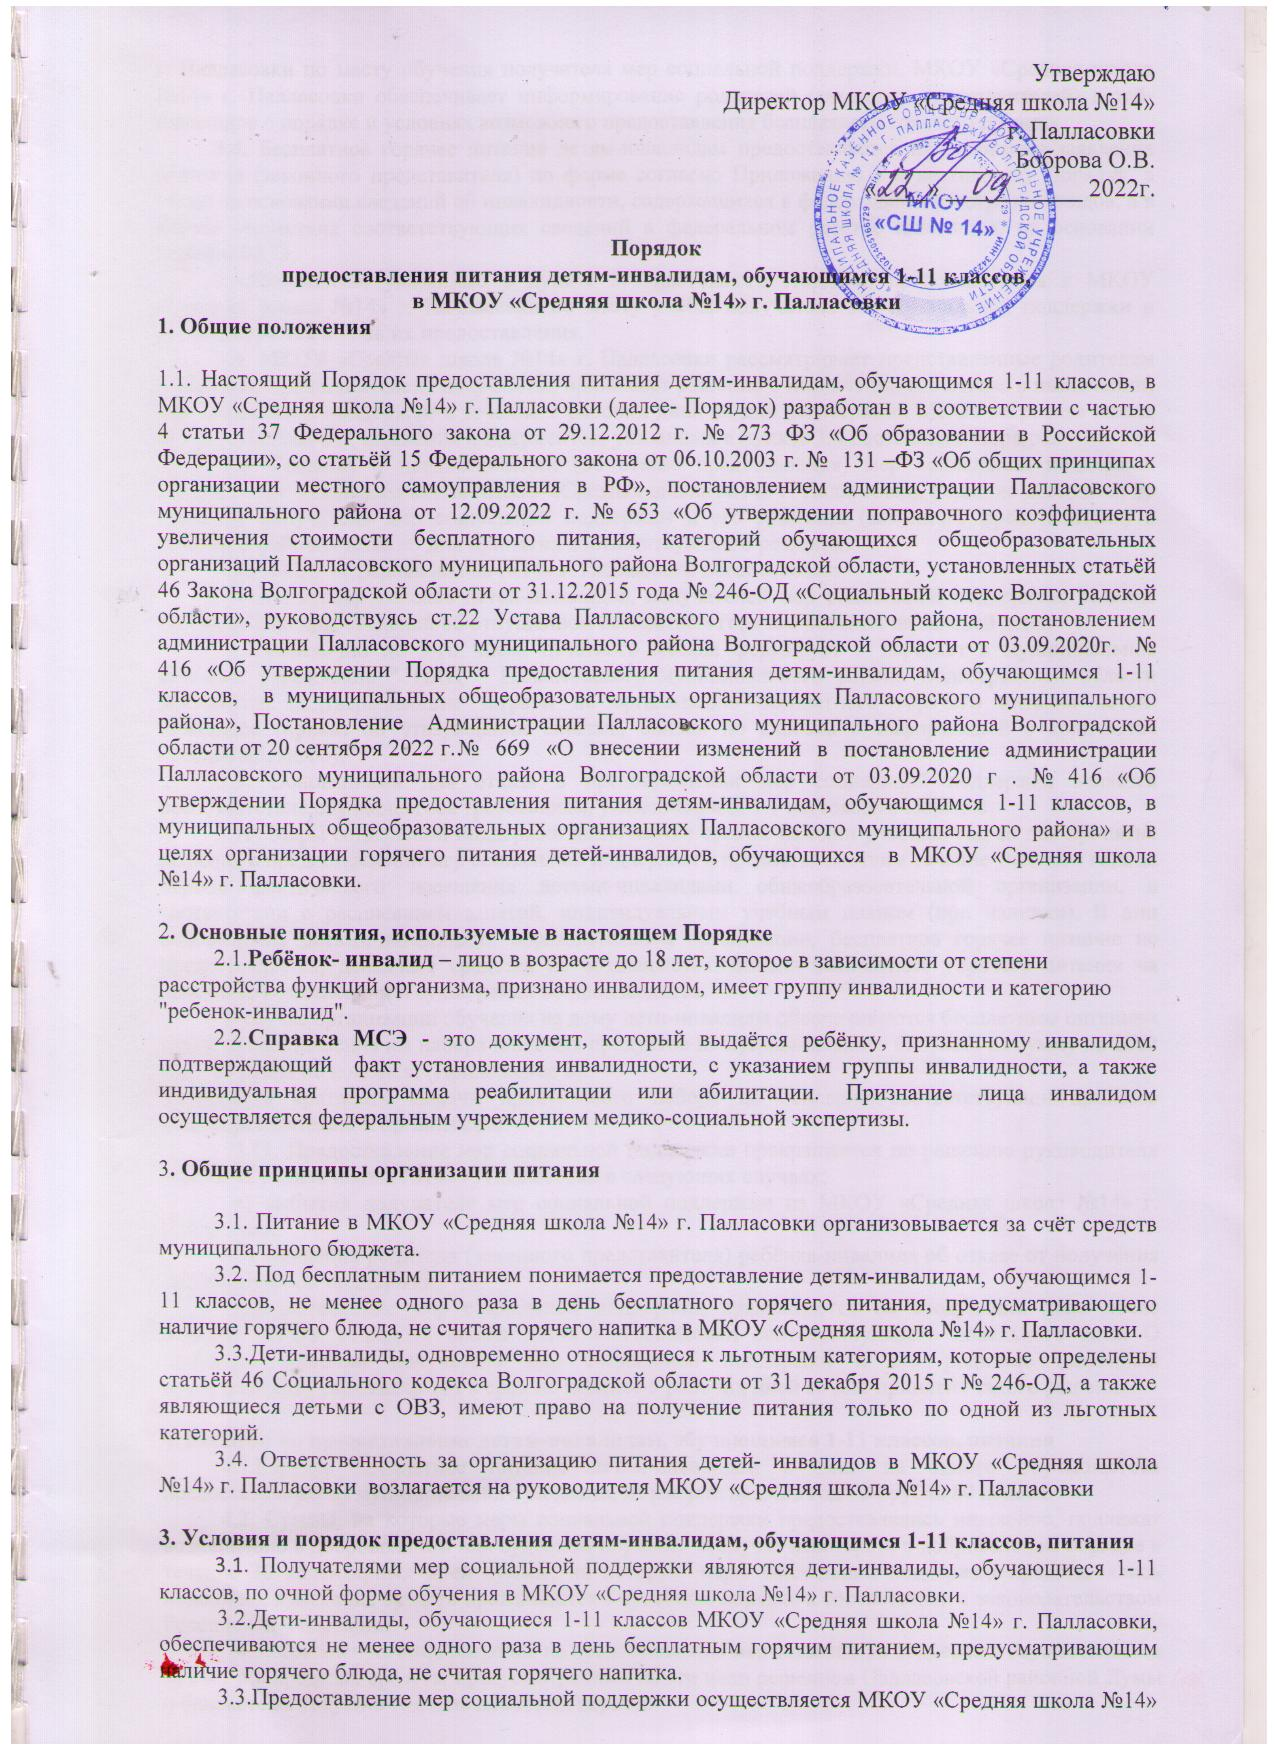 Утверждаю
Директор МКОУ «Средняя школа №14»
г. Палласовки
Боброва О.В.
«22» 09 2022г.
МКОУ
«СШ № 14»
Порядок
предоставления питания детям-инвалидам, обучающимся 1-11 классов,
в МКОУ «Средняя школа №14» г. Палласовки
1. Общие положения
1.1. Настоящий Порядок предоставления питания детям-инвалидам, обучающимся 1-11 классов, в
МКОУ «Средняя школа №14» г. Палласовки (далее- Порядок) разработан в в соответствии с частью
4 статьи 37 Федерального закона от 29.12.2012 г. № 273 ФЗ «Об образовании в Российской
Федерации», со статьёй 15 Федерального закона от 06.10.2003 г. № 131 –ФЗ «Об общих принципах
организации местного самоуправления в РФ», постановлением администрации Палласовского
муниципального района от 12.09.2022 г. № 653 «Об утверждении поправочного коэффициента
увеличения стоимости бесплатного питания, категорий обучающихся общеобразовательных
организаций Палласовского муниципального района Волгоградской области, установленных статьёй
46 Закона Волгоградской области от 31.12.2015 года № 246-ОД «Социальный кодекс Волгоградской
области», руководствуясь ст.22 Устава Палласовского муниципального района, постановлением
администрации Палласовского муниципального района Волгоградской области от 03.09.2020г. №
416 «Об утверждении Порядка предоставления питания детям-инвалидам, обучающимся 1-11
классов, в муниципальных общеобразовательных организациях Палласовского муниципального
района», Постановление Администрации Палласовского муниципального района Волгоградской
области от 20 сентября 2022 г.№ 669 «О внесении изменений в постановление администрации
Палласовского муниципального района Волгоградской области от 03.09.2020 г . № 416 «Об
утверждении Порядка предоставления питания детям-инвалидам, обучающимся 1-11 классов, в
муниципальных общеобразовательных организациях Палласовского муниципального района» и в
целях организации горячего питания детей-инвалидов, обучающихся в МКОУ «Средняя школа
№14» г. Палласовки.
2. Основные понятия, используемые в настоящем Порядке
2.1.Ребёнок- инвалид – лицо в возрасте до 18 лет, которое в зависимости от степени
расстройства функций организма, признано инвалидом, имеет группу инвалидности и категорию
"ребенок-инвалид".
2.2.Справка МСЭ - это документ, который выдаётся ребёнку, признанному инвалидом,
подтверждающий факт установления инвалидности, с указанием группы инвалидности, а также
индивидуальная программа реабилитации или абилитации. Признание лица инвалидом
осуществляется федеральным учреждением медико-социальной экспертизы.
3. Общие принципы организации питания
3.1. Питание в МКОУ «Средняя школа №14» г. Палласовки организовывается за счёт средств
муниципального бюджета.
3.2. Под бесплатным питанием понимается предоставление детям-инвалидам, обучающимся 1-
11 классов, не менее одного раза в день бесплатного горячего питания, предусматривающего
наличие горячего блюда, не считая горячего напитка в МКОУ «Средняя школа №14» г. Палласовки.
3.3.Дети-инвалиды, одновременно относящиеся к льготным категориям, которые определены
статьёй 46 Социального кодекса Волгоградской области от 31 декабря 2015 г № 246-ОД, а также
являющиеся детьми с ОВЗ, имеют право на получение питания только по одной из льготных
категорий.
3.4. Ответственность за организацию питания детей- инвалидов в МКОУ «Средняя школа
№14» г. Палласовки возлагается на руководителя МКОУ «Средняя школа №14» г. Палласовки
3. Условия и порядок предоставления детям-инвалидам, обучающимся 1-11 классов, питания
3.1. Получателями мер социальной поддержки являются дети-инвалиды, обучающиеся 1-11
классов, по очной форме обучения в МКОУ «Средняя школа №14» г. Палласовки.
3.2.Дети-инвалиды, обучающиеся 1-11 классов МКОУ «Средняя школа №14» г. Палласовки,
обеспечиваются не менее одного раза в день бесплатным горячим питанием, предусматривающим
наличие горячего блюда, не считая горячего напитка.
3.3.Предоставление мер социальной поддержки осуществляется МКОУ «Средняя школа №14»